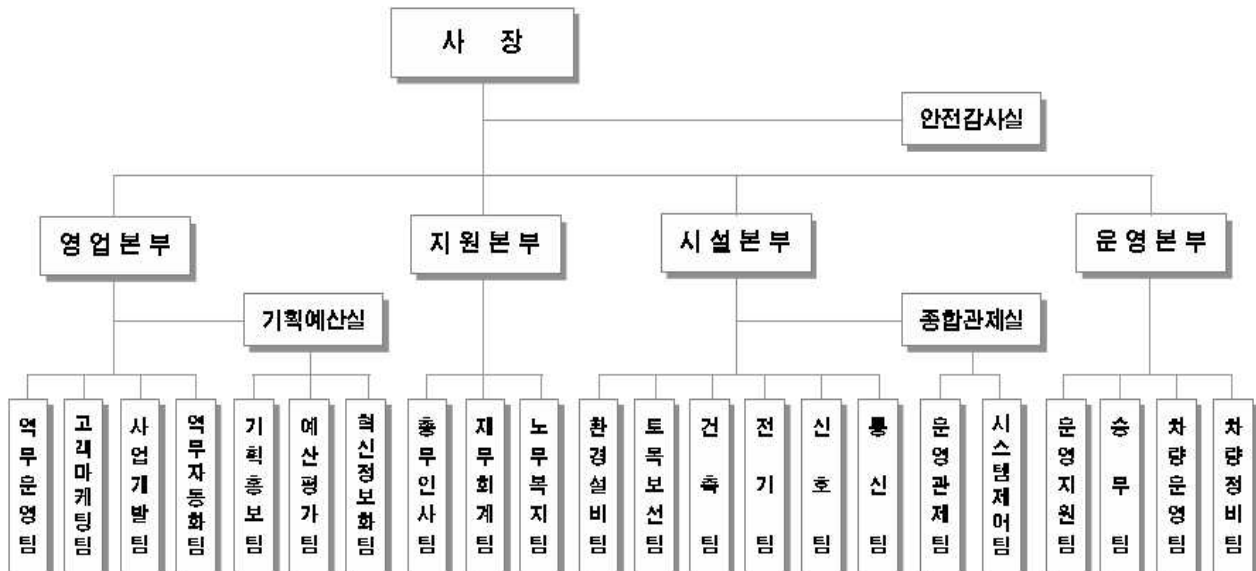 사 장
안전감사실
영업본부
지원본부
시설본부
운영본부
기획예산실
종합관제실
역무운영팀
고래마케팅팀
사업개발팀
역무자동화팀
기획홍보팀
예산평가팀
혁신정보화팀
총무인사팀
재무회계팀
노무복지팀
환경설비팀
토목보선팀
건축팀
전기팀
신호팀
통신팀
운영관제팀
시스템제어팀
운영지원팀
승무팀
차량운영팀
차량정비팀